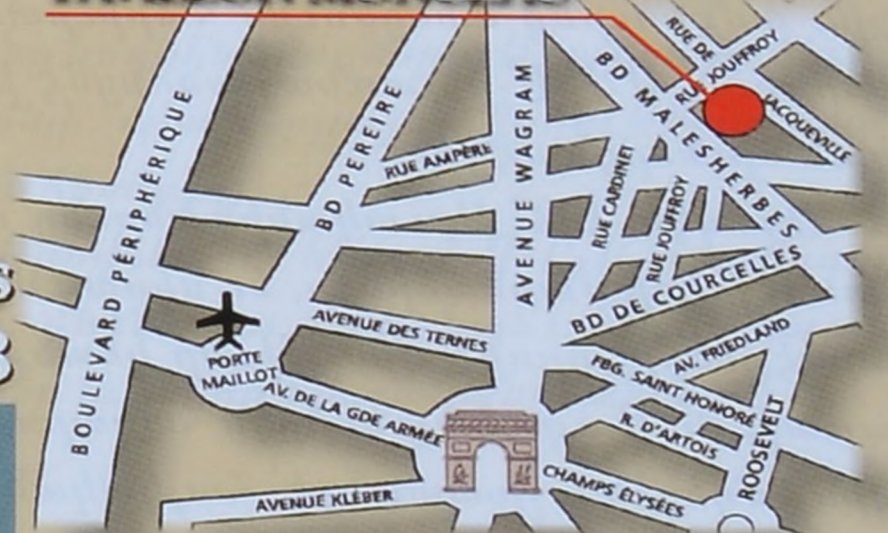 RUE DE
JACQUEVILLE
RUE JOUFFROY
BD MALESHERBES
BOULEVARD PÉRIPHÉRIQUE
BD PEREIRE
RUE AMPÈRE
AVENUE WAGRAM
RUE CARDINET
RUE JOUFFROY
BD DE COURCELLES
AVENUE DES TERNES
PORTE
MAILLOT
AV. DE LA GDE ARMÉE
AV. FRIEDLAND
FBG. SAINT HONORÉ
R. D'ARTOIS
ROOSEVELT
CHAMPS ÉLYSÉES
AVENUE KLÉBER